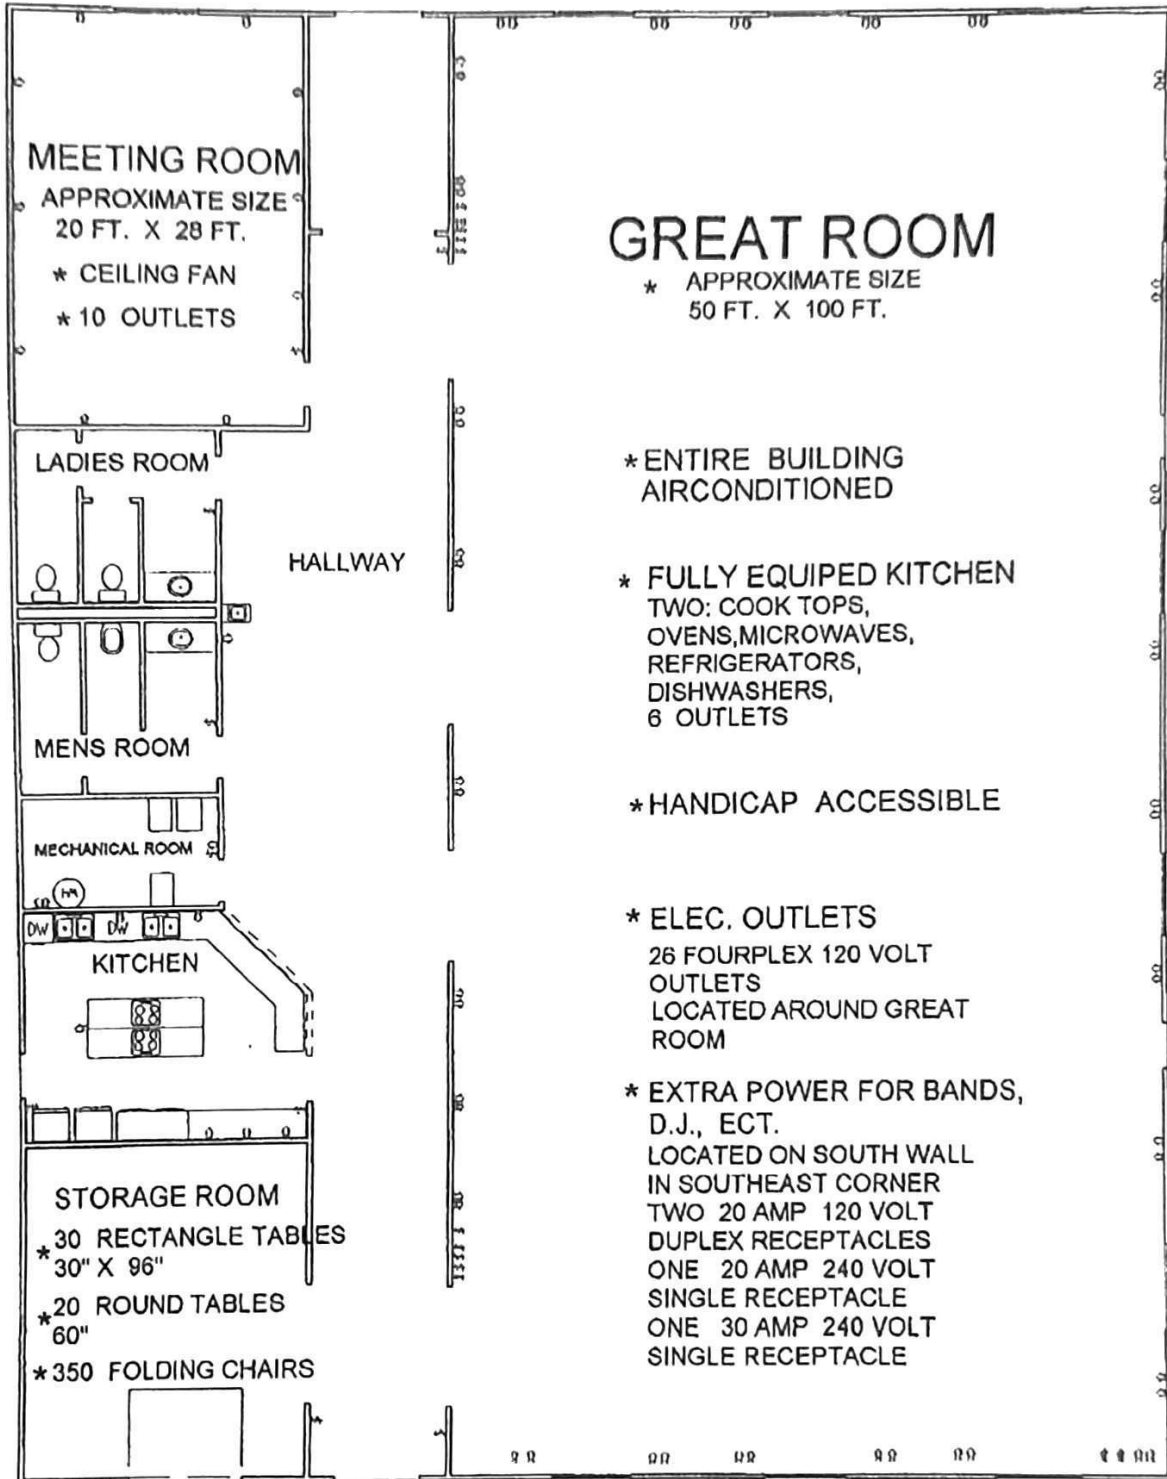 MEETING ROOM
APPROXIMATE SIZE
20 FT. X 28 FT.
* CEILING FAN
* 10 OUTLETS
GREAT ROOM
* APPROXIMATE SIZE
50 FT. X 100 FT.
LADIES ROOM
HALLWAY
MENS ROOM
MECHANICAL ROOM
DW
DW
KITCHEN
STORAGE ROOM
* 30 RECTANGLE TABLES
30" X 96"
* 20 ROUND TABLES
60"
* 350 FOLDING CHAIRS
* ENTIRE BUILDING
AIRCONDITIONED
* FULLY EQUIPED KITCHEN
TWO: COOK TOPS,
OVENS,MICROWAVES,
REFRIGERATORS,
DISHWASHERS,
6 OUTLETS
* HANDICAP ACCESSIBLE
* ELEC. OUTLETS
26 FOURPLEX 120 VOLT
OUTLETS
LOCATED AROUND GREAT
ROOM
* EXTRA POWER FOR BANDS,
D.J., ECT.
LOCATED ON SOUTH WALL
IN SOUTHEAST CORNER
TWO 20 AMP 120 VOLT
DUPLEX RECEPTACLES
ONE 20 AMP 240 VOLT
SINGLE RECEPTACLE
ONE 30 AMP 240 VOLT
SINGLE RECEPTACLE